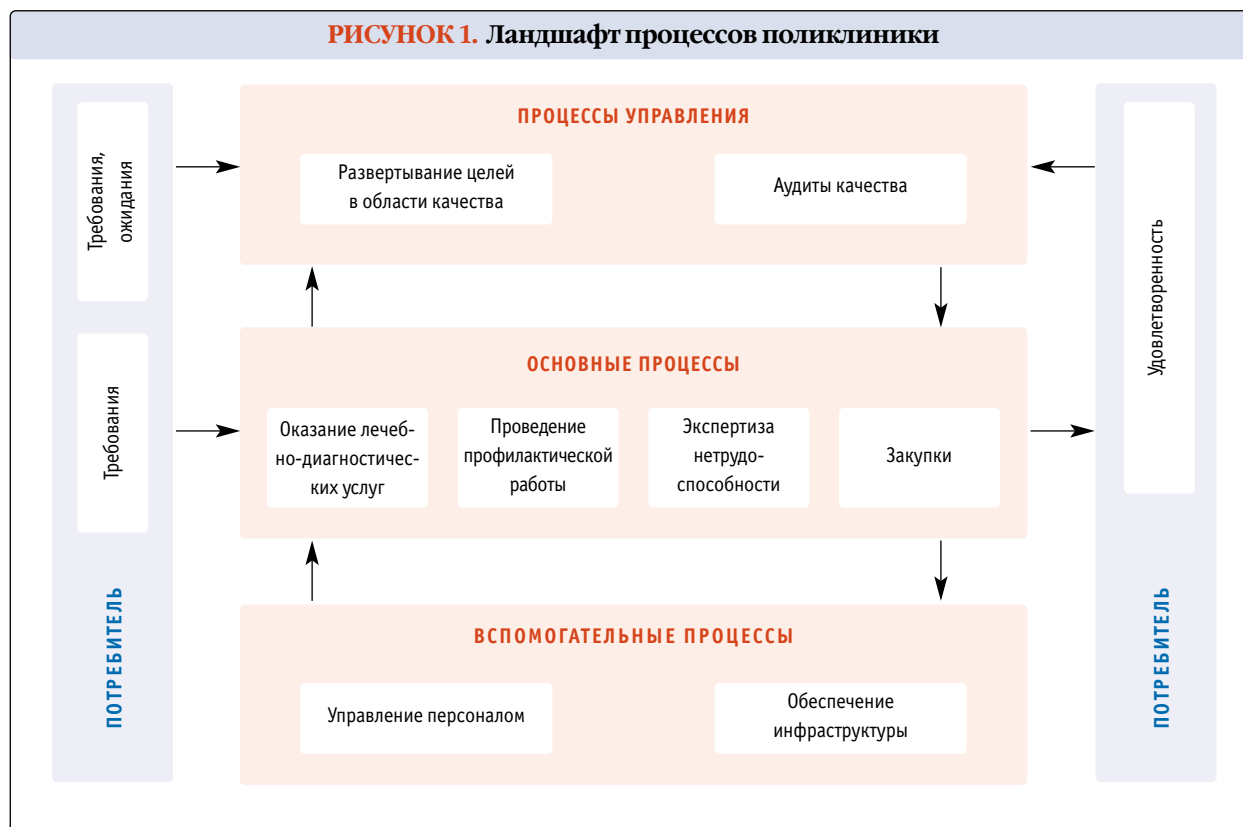 РИСУНОК 1. Ландшафт процессов поликлиники
Требования,
ожидания
Требования
ПОТРЕБИТЕЛЬ
ПРОЦЕССЫ УПРАВЛЕНИЯ
Развертывание целей
в области качества
Аудиты качества
ОСНОВНЫЕ ПРОЦЕССЫ
Оказание лечеб-
но-диагностичес-
ких услуг
Проведение
профилактической
работы
Экспертиза
нетрудо-
способности
Закупки
ВСПОМОГАТЕЛЬНЫЕ ПРОЦЕССЫ
Управление персоналом
Обеспечение
инфраструктуры
Удовлетворенность
ПОТРЕБИТЕЛЬ